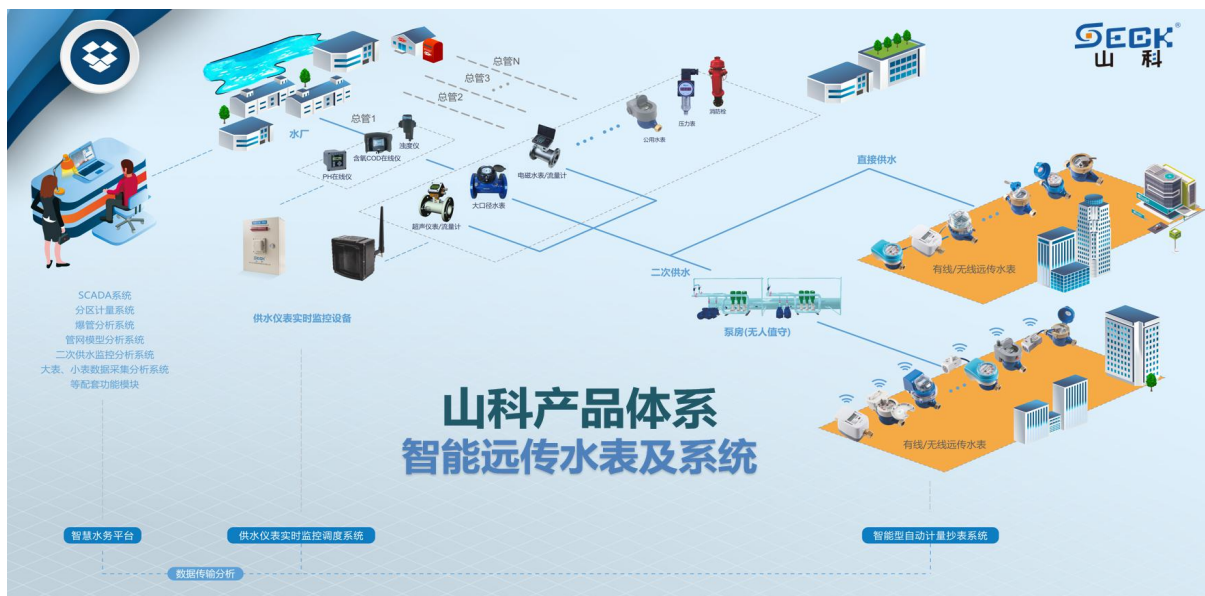 SECK®
山科
总管N
总管3
总管2
总管1
水厂
浊度仪
含氧COD在线仪
PH在线仪
消防栓
压力表
公用水表
电磁水表/流量计
大口径水表
超声仪表/流量计
直接供水
有线/无线远传水表
二次供水
泵房(无人值守)
有线/无线远传水表
SCADA系统
分区计量系统
爆管分析系统
管网模型分析系统
二次供水监控分析系统
大表、小表数据采集分析系统
等配套功能模块
供水仪表实时监控设备
山科产品体系
智能远传水表及系统
智慧水务平台
供水仪表实时监控调度系统
智能型自动计量抄表系统
数据传输分析